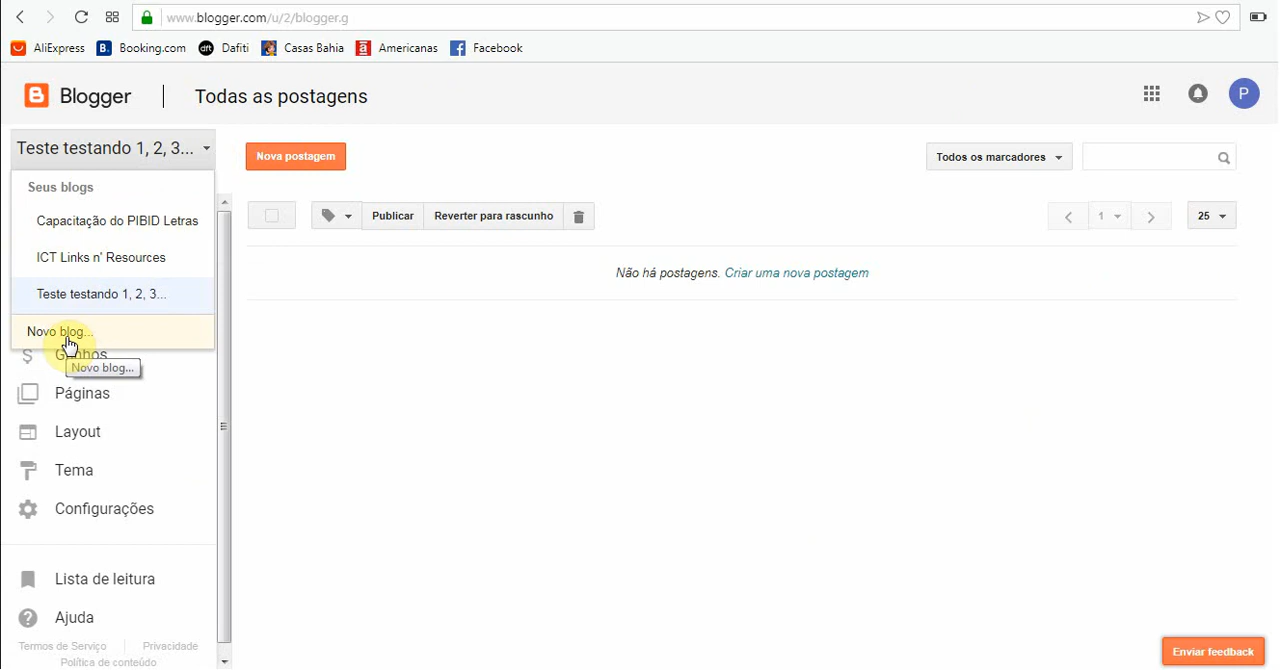 www.blogger.com/u/2/blogger.g
AliExpress B. Booking.com dft Dafiti Casas Bahia a Americanas f Facebook
Blogger Todas as postagens P
Teste testando 1, 2, 3...
Nova postagem Todos os marcadores
Seus blogs
Capacitação do PIBID Letras
Publicar Reverter para rascunho 1 25
ICT Links n' Resources
Não há postagens. Criar uma nova postagem
Teste testando 1, 2, 3...
Novo blog...
$ Ganhos
Novo blog...
Páginas
Layout
Tema
Configurações
Lista de leitura
? Ajuda
Termos de Serviço Privacidade
Política de conteúdo
Enviar feedback